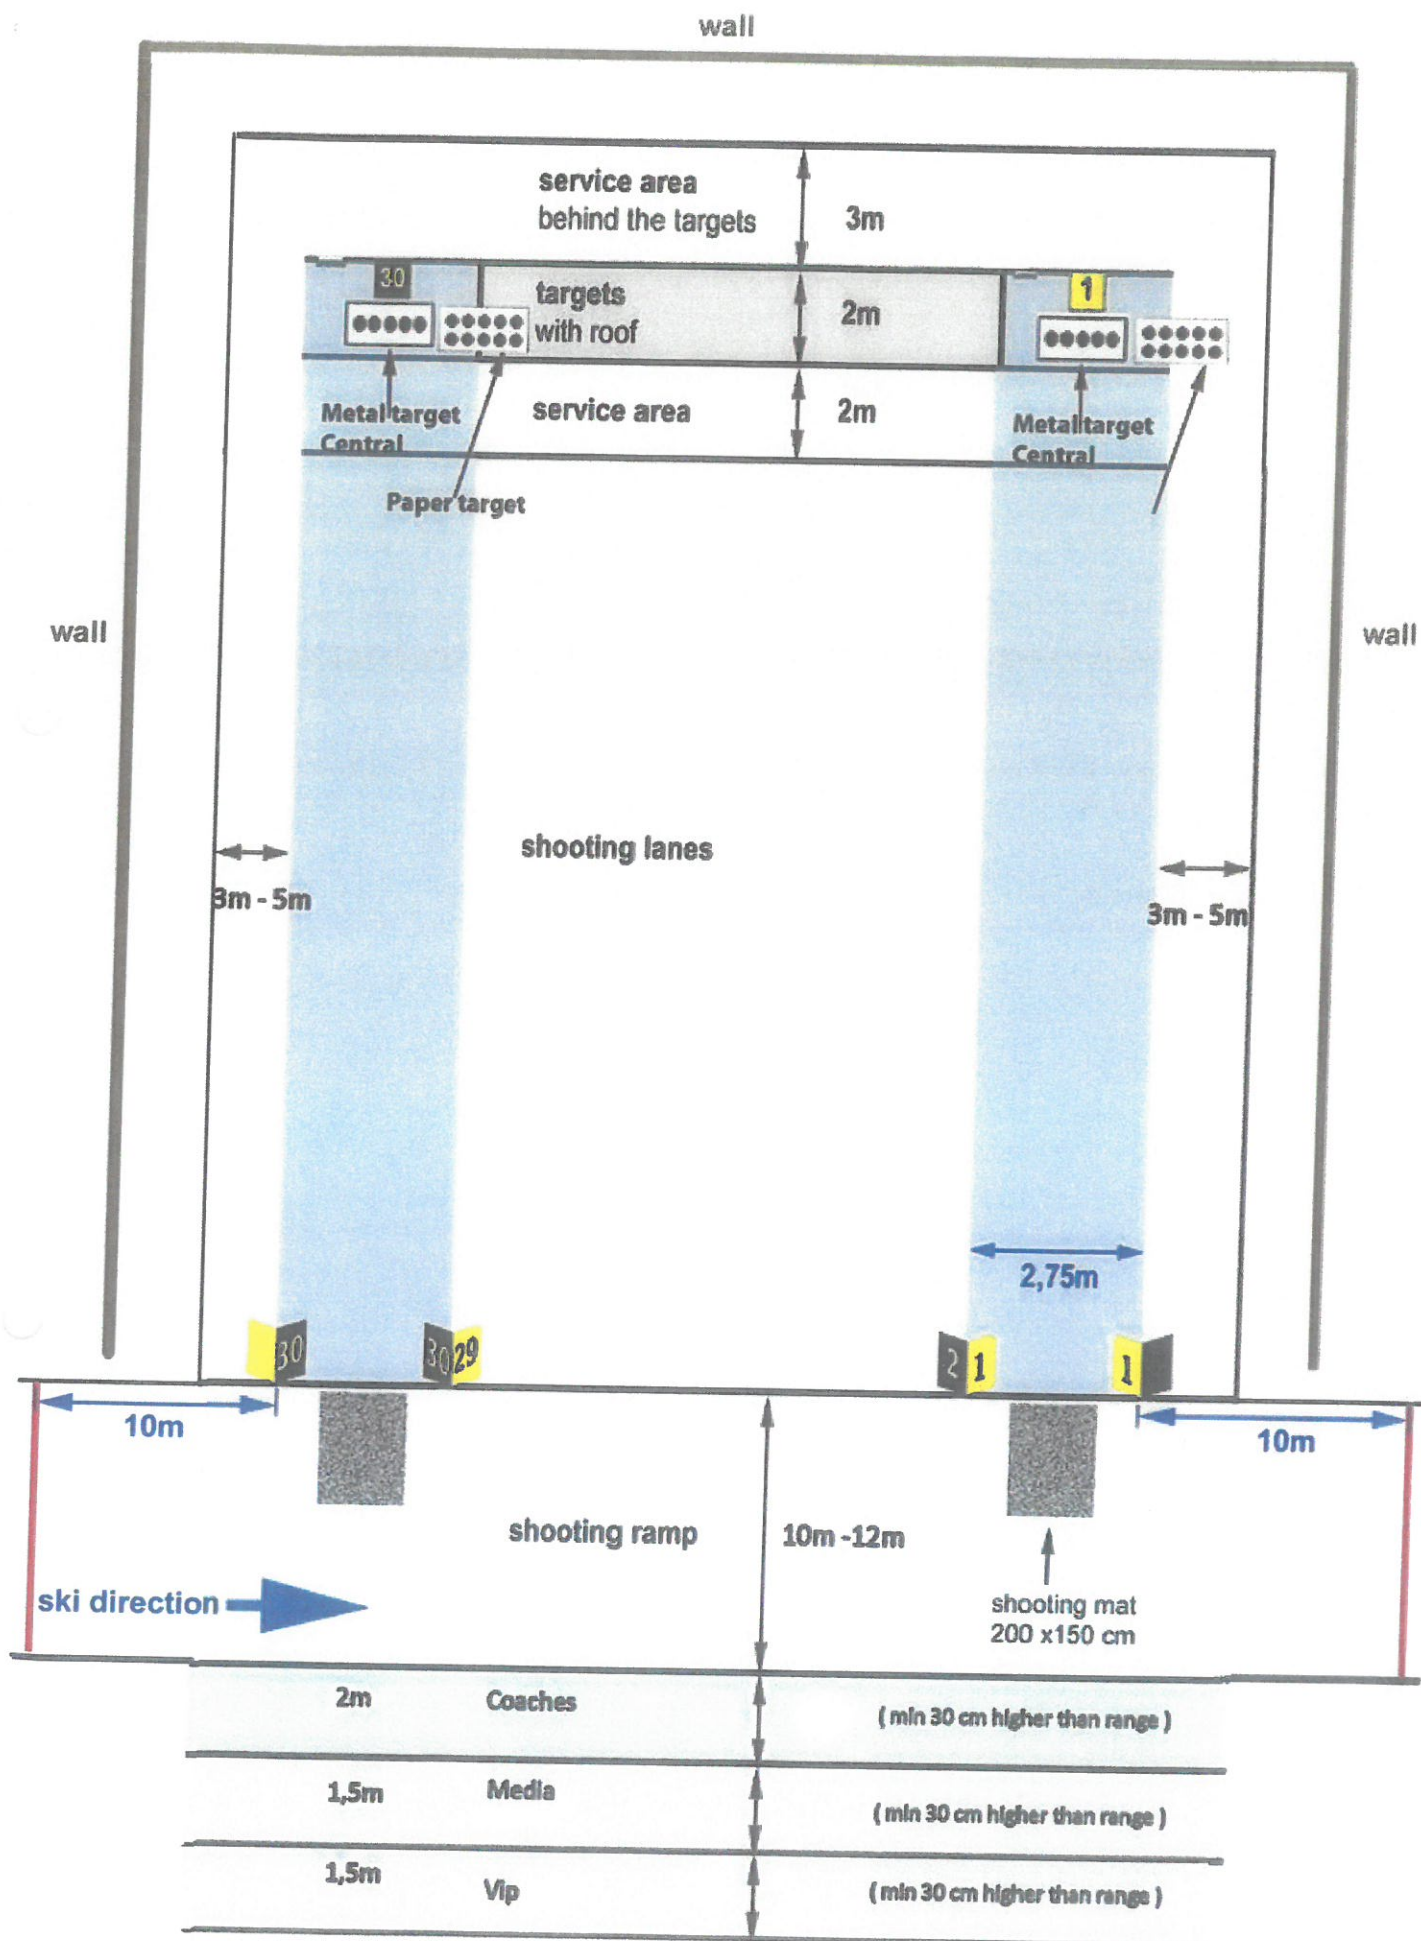 wall
service area
behind the targets
3m
30
1
targets
with roof
2m
Metal target
Central
service area
2m
Metal target
Central
Paper target
wall
wall
shooting lanes
3m - 5m
3m - 5m
2,75m
30
30
29
2
1
1
10m
10m
shooting ramp
10m -12m
ski direction
shooting mat
200 x150 cm
2m
Coaches
( min 30 cm higher than range )
1,5m
Media
( min 30 cm higher than range )
1,5m
Vip
( min 30 cm higher than range )